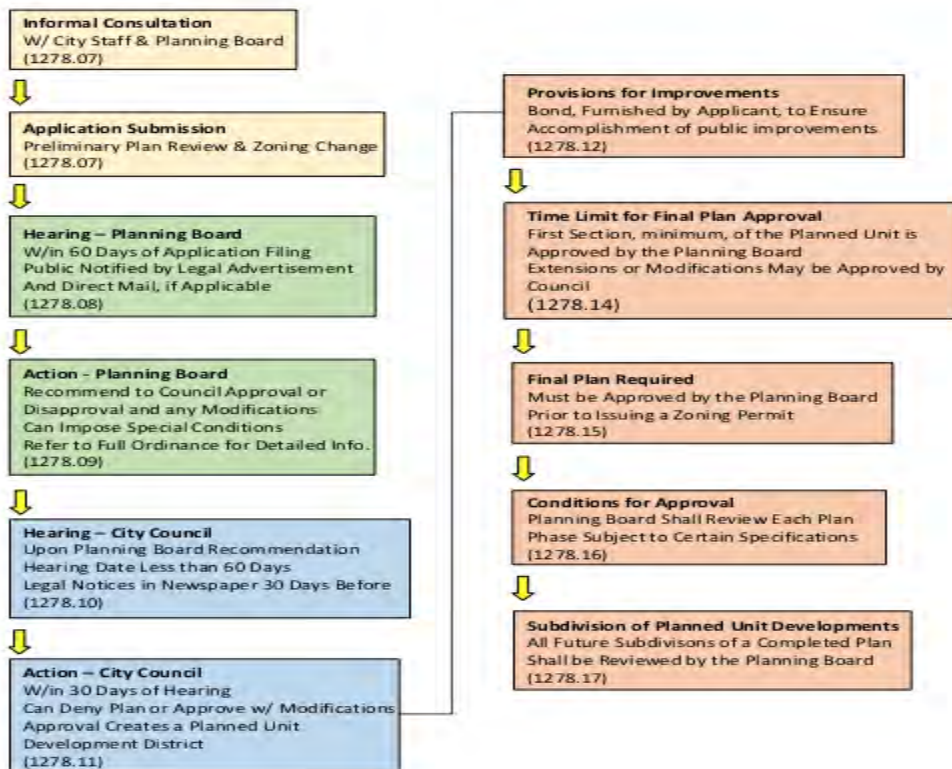 Informal Consultation
W/ City Staff & Planning Board
(1278.07)
Application Submission
Preliminary Plan Review & Zoning Change
(1278.07)
Hearing – Planning Board
W/in 60 Days of Application Filing
Public Notified by Legal Advertisement
And Direct Mail, if Applicable
(1278.08)
Action - Planning Board
Recommend to Council Approval or
Disapproval and any Modifications
Can Impose Special Conditions
Refer to Full Ordinance for Detailed Info.
(1278.09)
Hearing – City Council
Upon Planning Board Recommendation
Hearing Date Less than 60 Days
Legal Notices in Newspaper 30 Days Before
(1278.10)
Action – City Council
W/in 30 Days of Hearing
Can Deny Plan or Approve w/ Modifications
Approval Creates a Planned Unit
Development District
(1278.11)
Provisions for Improvements
Bond, Furnished by Applicant, to Ensure
Accomplishment of public improvements
(1278.12)
Time Limit for Final Plan Approval
First Section, minimum, of the Planned Unit is
Approved by the Planning Board
Extensions or Modifications May be Approved by
Council
(1278.14)
Final Plan Required
Must be Approved by the Planning Board
Prior to Issuing a Zoning Permit
(1278.15)
Conditions for Approval
Planning Board Shall Review Each Plan
Phase Subject to Certain Specifications
(1278.16)
Subdivision of Planned Unit Developments
All Future Subdivisons of a Completed Plan
Shall be Reviewed by the Planning Board
(1278.17)